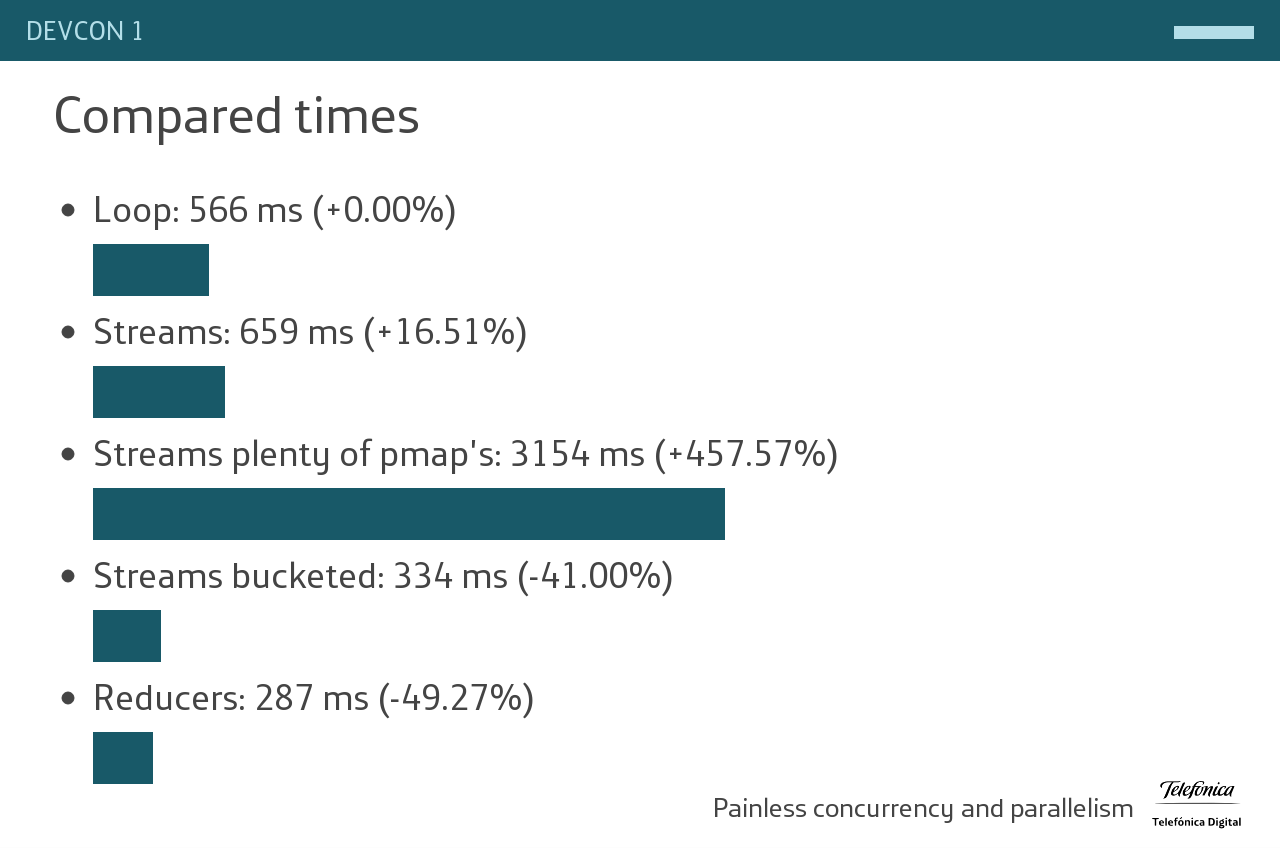 DEVCON 1
Compared times
• Loop: 566 ms (+0.00%)
• Streams: 659 ms (+16.51%)
• Streams plenty of pmap's: 3154 ms (+457.57%)
• Streams bucketed: 334 ms (-41.00%)
• Reducers: 287 ms (-49.27%)
Painless concurrency and parallelism
Telefónica
Telefónica Digital